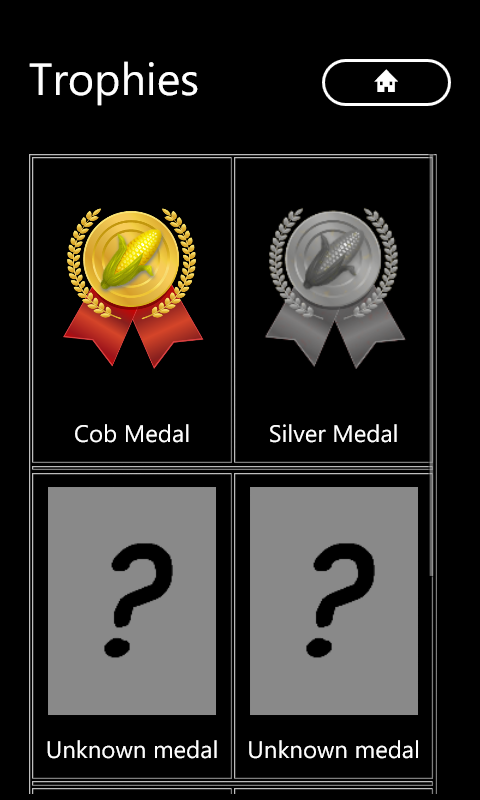 Trophies
Cob Medal
Silver Medal
?
?
Unknown medal
Unknown medal